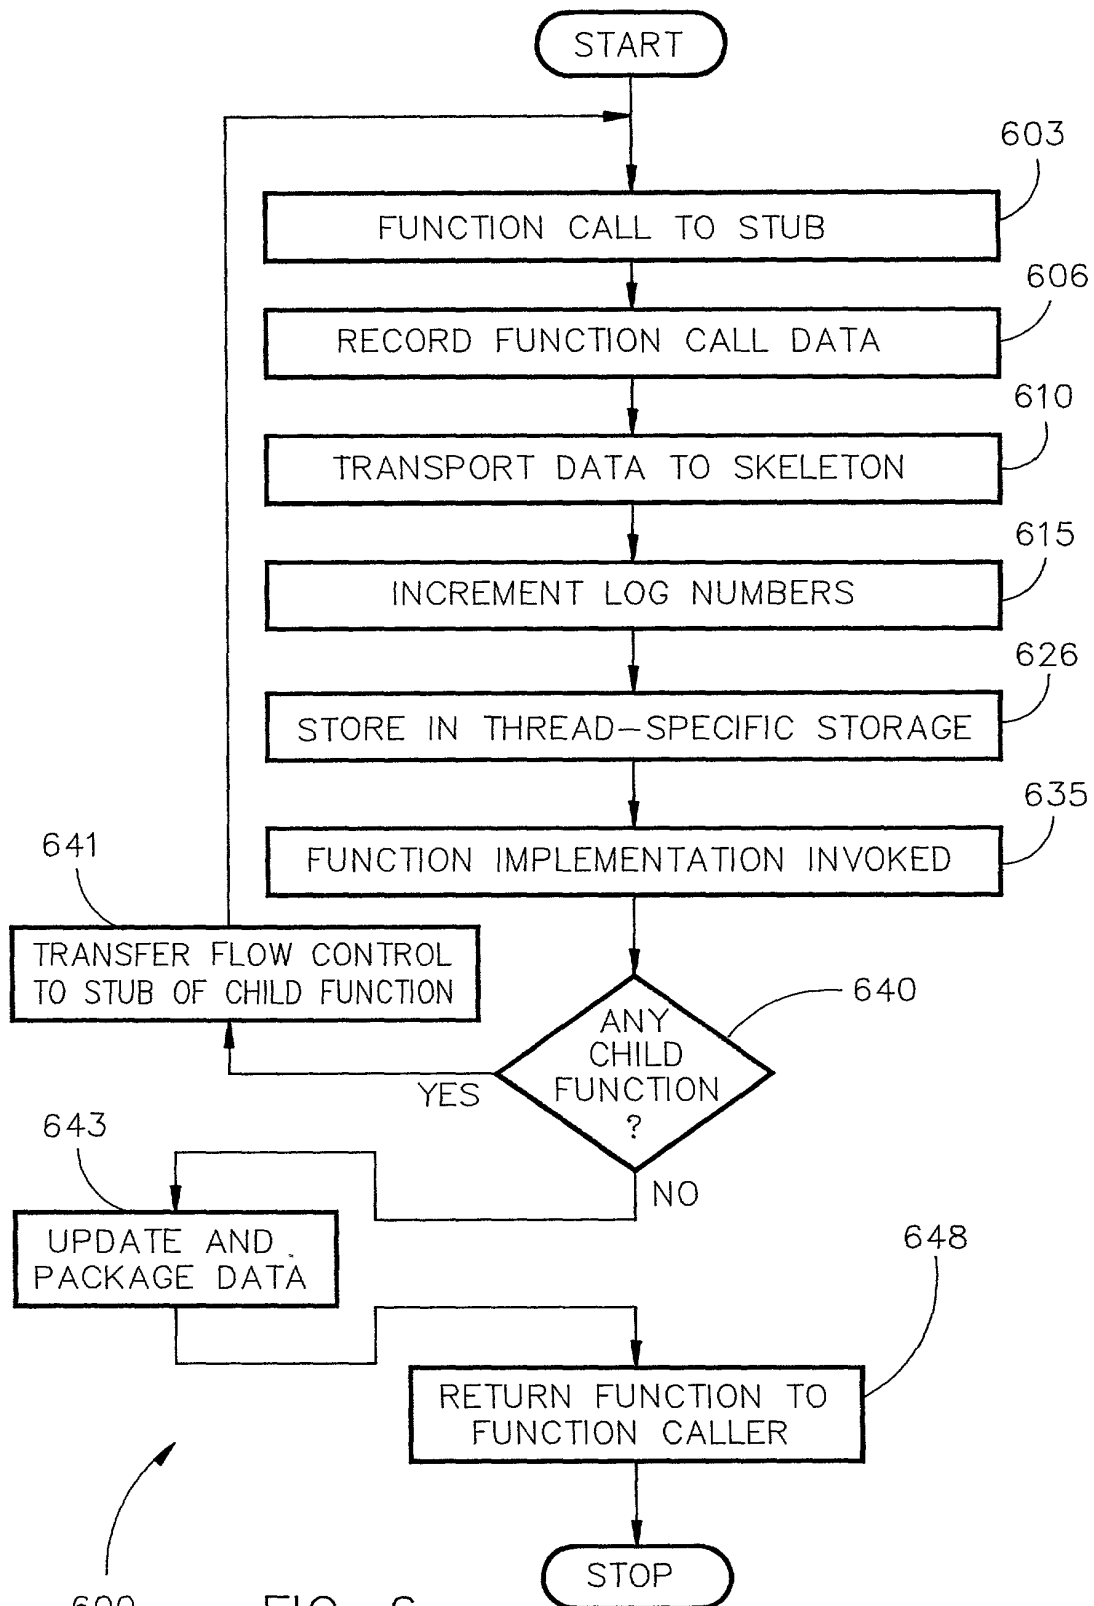 START
603
FUNCTION CALL TO STUB
606
RECORD FUNCTION CALL DATA
610
TRANSPORT DATA TO SKELETON
615
INCREMENT LOG NUMBERS
626
STORE IN THREAD-SPECIFIC STORAGE
635
FUNCTION IMPLEMENTATION INVOKED
641
TRANSFER FLOW CONTROL
TO STUB OF CHILD FUNCTION
640
ANY
CHILD
FUNCTION
?
YES
643
NO
UPDATE AND
PACKAGE DATA
648
RETURN FUNCTION TO
FUNCTION CALLER
STOP